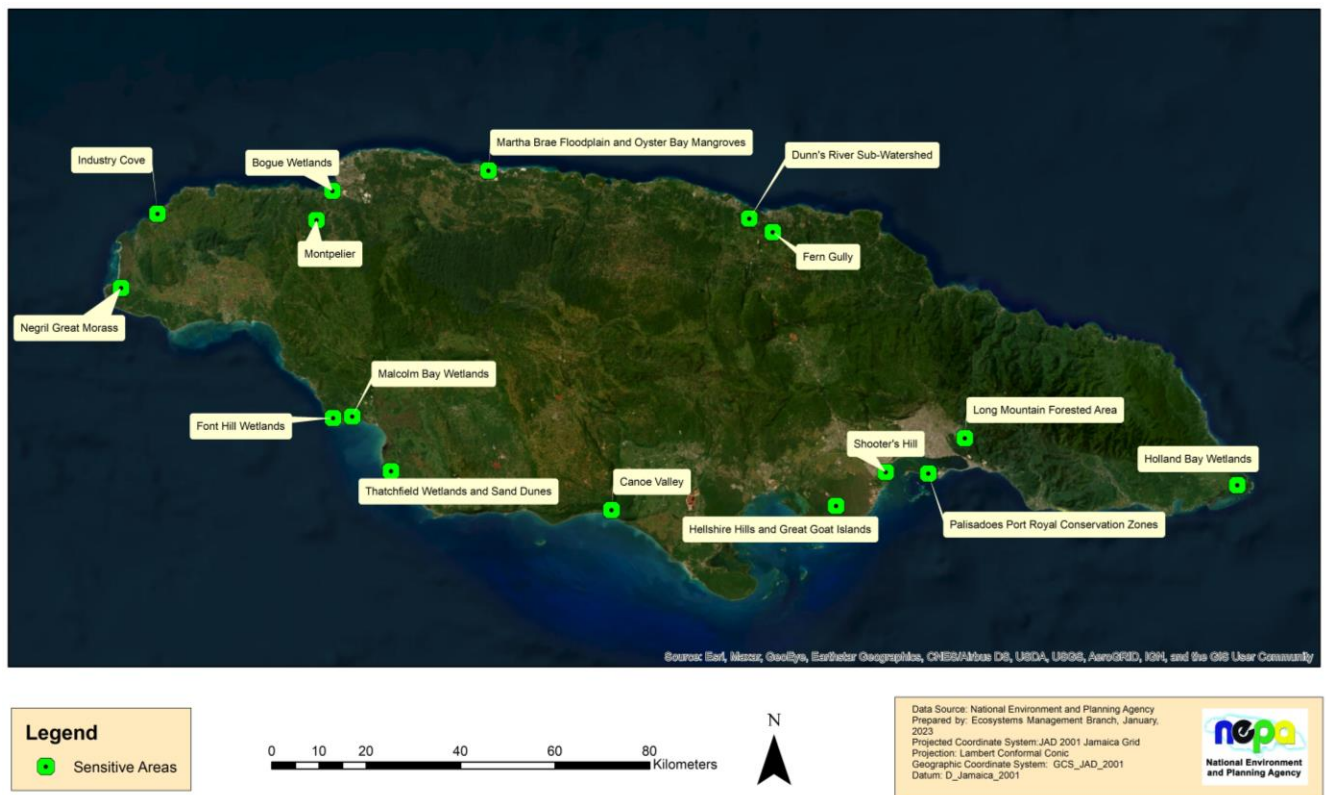 Martha Brae Floodplain and Oyster Bay Mangroves
Industry Cove
Bogue Wetlands
Dunn's River Sub-Watershed
Montpelier
Fern Gully
Negril Great Morass
Malcolm Bay Wetlands
Font Hill Wetlands
Long Mountain Forested Area
Shooter's Hill
Holland Bay Wetlands
Canoe Valley
Thatchfield Wetlands and Sand Dunes
Hellshire Hills and Great Goat Islands
Palisadoes Port Royal Conservation Zones
Source: Esri, Maxar, GeoEye, Earthstar Geographics, CNES/Airbus DS, USDA, USGS, AeroGRID, IGN, and the GIS User Community
Legend
Sensitive Areas
0 10 20 40 60 80
Kilometers
N
Data Source: National Environment and Planning Agency
Prepared by: Ecosystems Management Branch, January,
2023
Projected Coordinate System:JAD 2001 Jamaica Grid
Projection: Lambert Conformal Conic
Geographic Coordinate System: GCS_JAD_2001
Datum: D_Jamaica_2001
nepa
National Environment
and Planning Agency